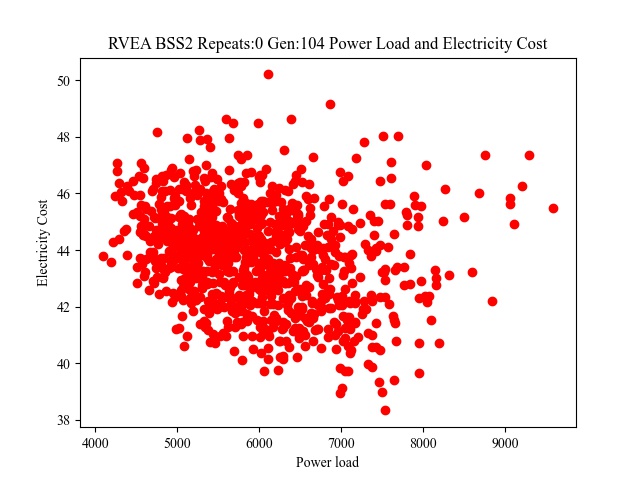 RVEA BSS2 Repeats:0 Gen:104 Power Load and Electricity Cost
50
48
46
44
42
40
38
Electricity Cost
4000 5000 6000 7000 8000 9000
Power load